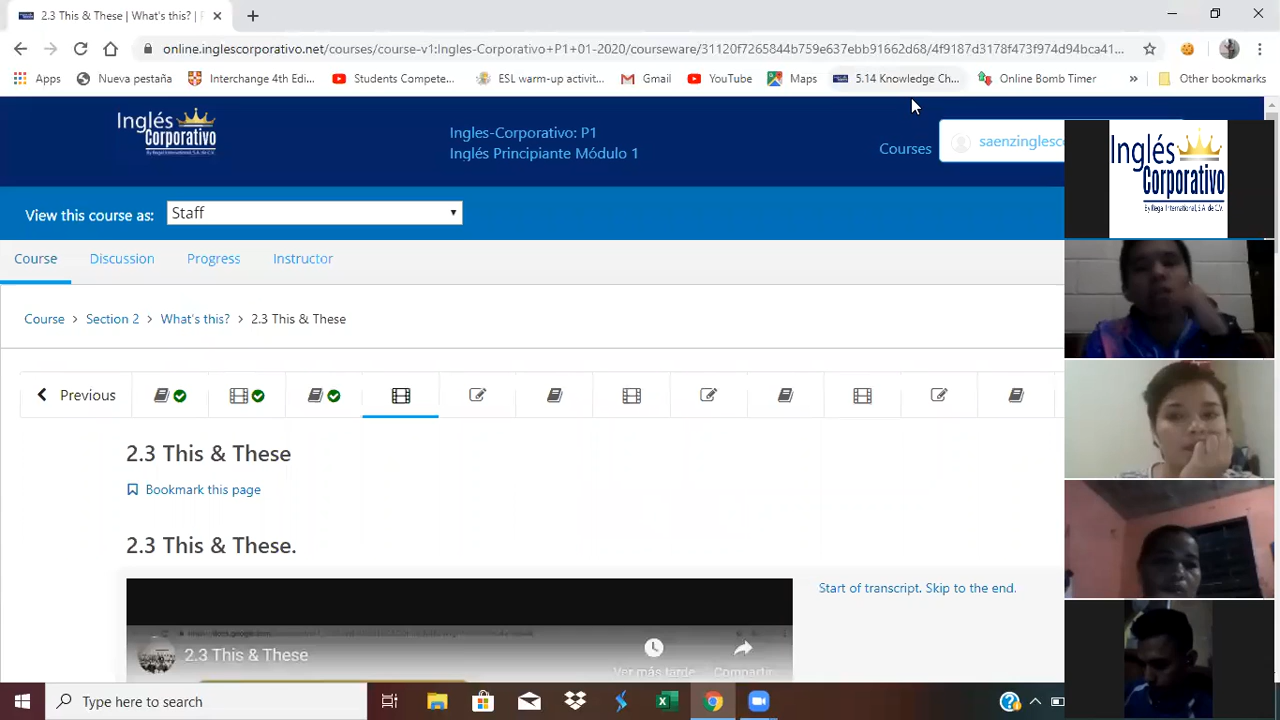 2.3 This & These | What's this? |
online.inglescorporativo.net/courses/course-v1:Ingles-Corporativo+P1+01-2020/courseware/31120f7265844b759e637ebb91662d68/4f9187d3178f473f974d94bca41...
Apps Nueva pestaña Interchange 4th Edi... Students Compete... ESL warm-up activit... Gmail YouTube Maps 5.14 Knowledge Ch... Online Bomb Timer » Other bookmarks
Inglés
Corporativo
Ingles-Corporativo: P1
Inglés Principiante Módulo 1
Courses
saenzinglesco
Inglés
Corporativo
By Ilega International, S.A. de C.V.
View this course as: Staff
Course Discussion Progress Instructor
Course > Section 2 > What's this? > 2.3 This & These
Previous
2.3 This & These
Bookmark this page
2.3 This & These.
Start of transcript. Skip to the end.
2.3 This & These
Ver más tarde Compartir
Type here to search